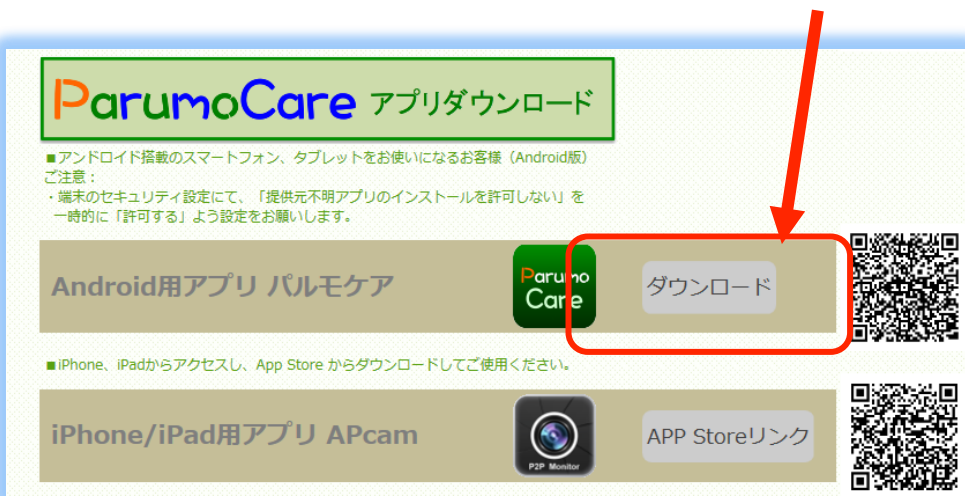 ParumoCare アプリダウンロード
■アンドロイド搭載のスマートフォン、タブレットをお使いになるお客様（Android版）
ご注意：
・端末のセキュリティ設定にて、「提供元不明アプリのインストールを許可しない」を
一時的に「許可する」よう設定をお願いします。
Android用アプリ パルモケア
Parumo
Care
ダウンロード
■iPhone、iPadからアクセスし、App Store からダウンロードしてご使用ください。
iPhone/iPad用アプリ APcam
P2P Monitor
APP Storeリンク